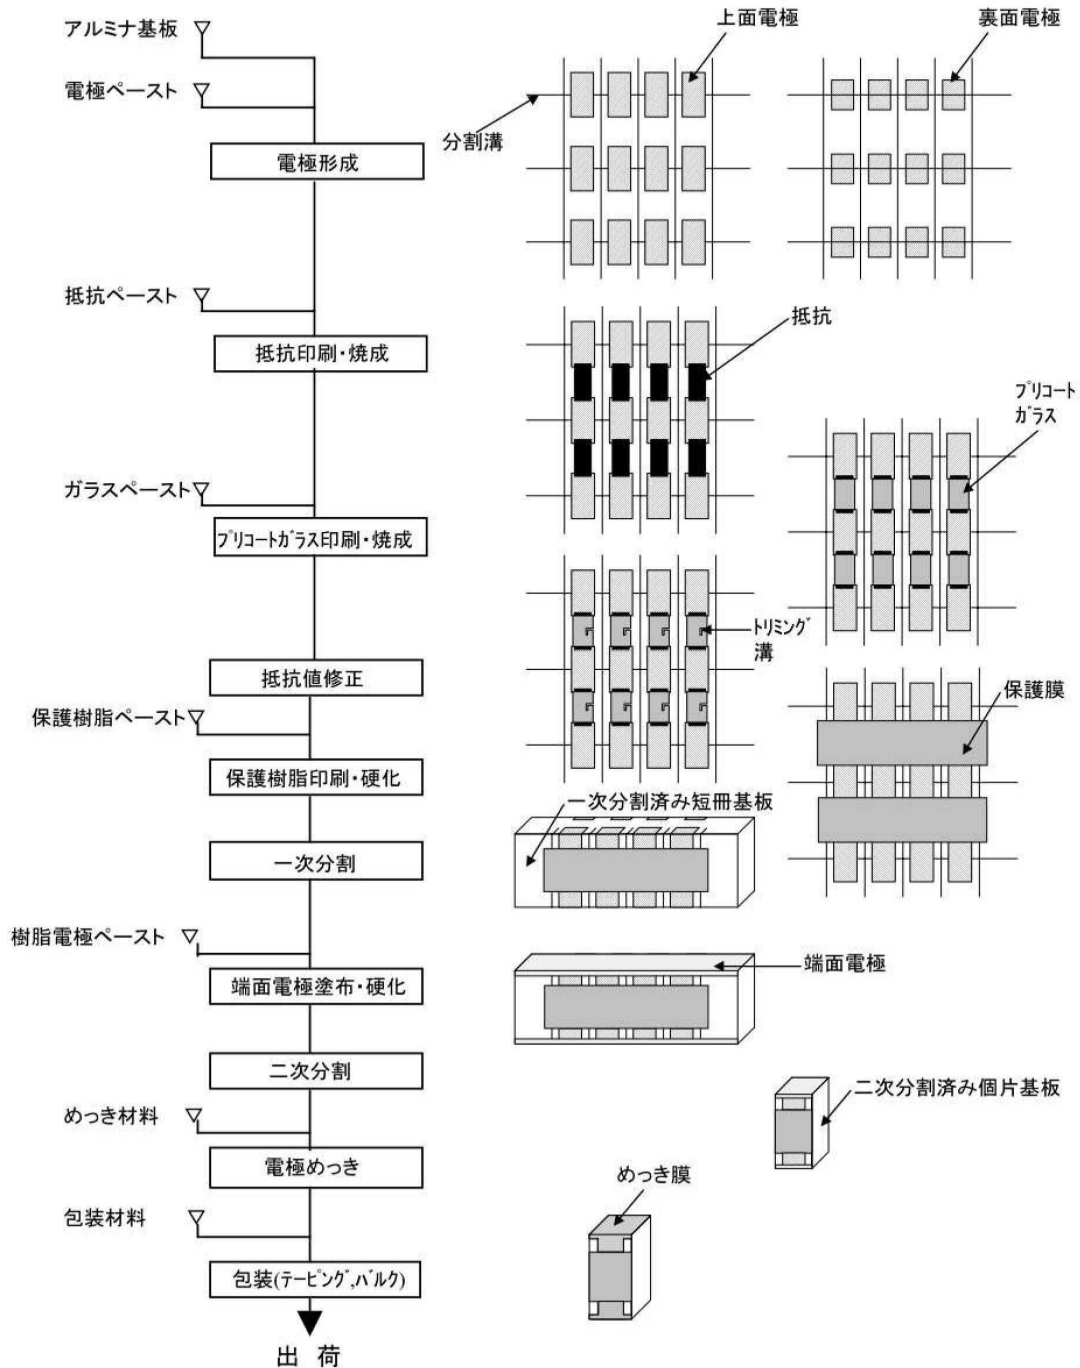 アルミナ基板
電極ペースト
電極形成
抵抗ペースト
抵抗印刷・焼成
ガラスペースト
プリコートガラス印刷・焼成
抵抗値修正
保護樹脂ペースト
保護樹脂印刷・硬化
一次分割
樹脂電極ペースト
端面電極塗布・硬化
二次分割
めっき材料
電極めっき
包装材料
包装(テーピング,バルク)
出 荷
上面電極
裏面電極
分割溝
抵抗
プリコート
ガラス
トリミング
溝
保護膜
一次分割済み短冊基板
端面電極
二次分割済み個片基板
めっき膜